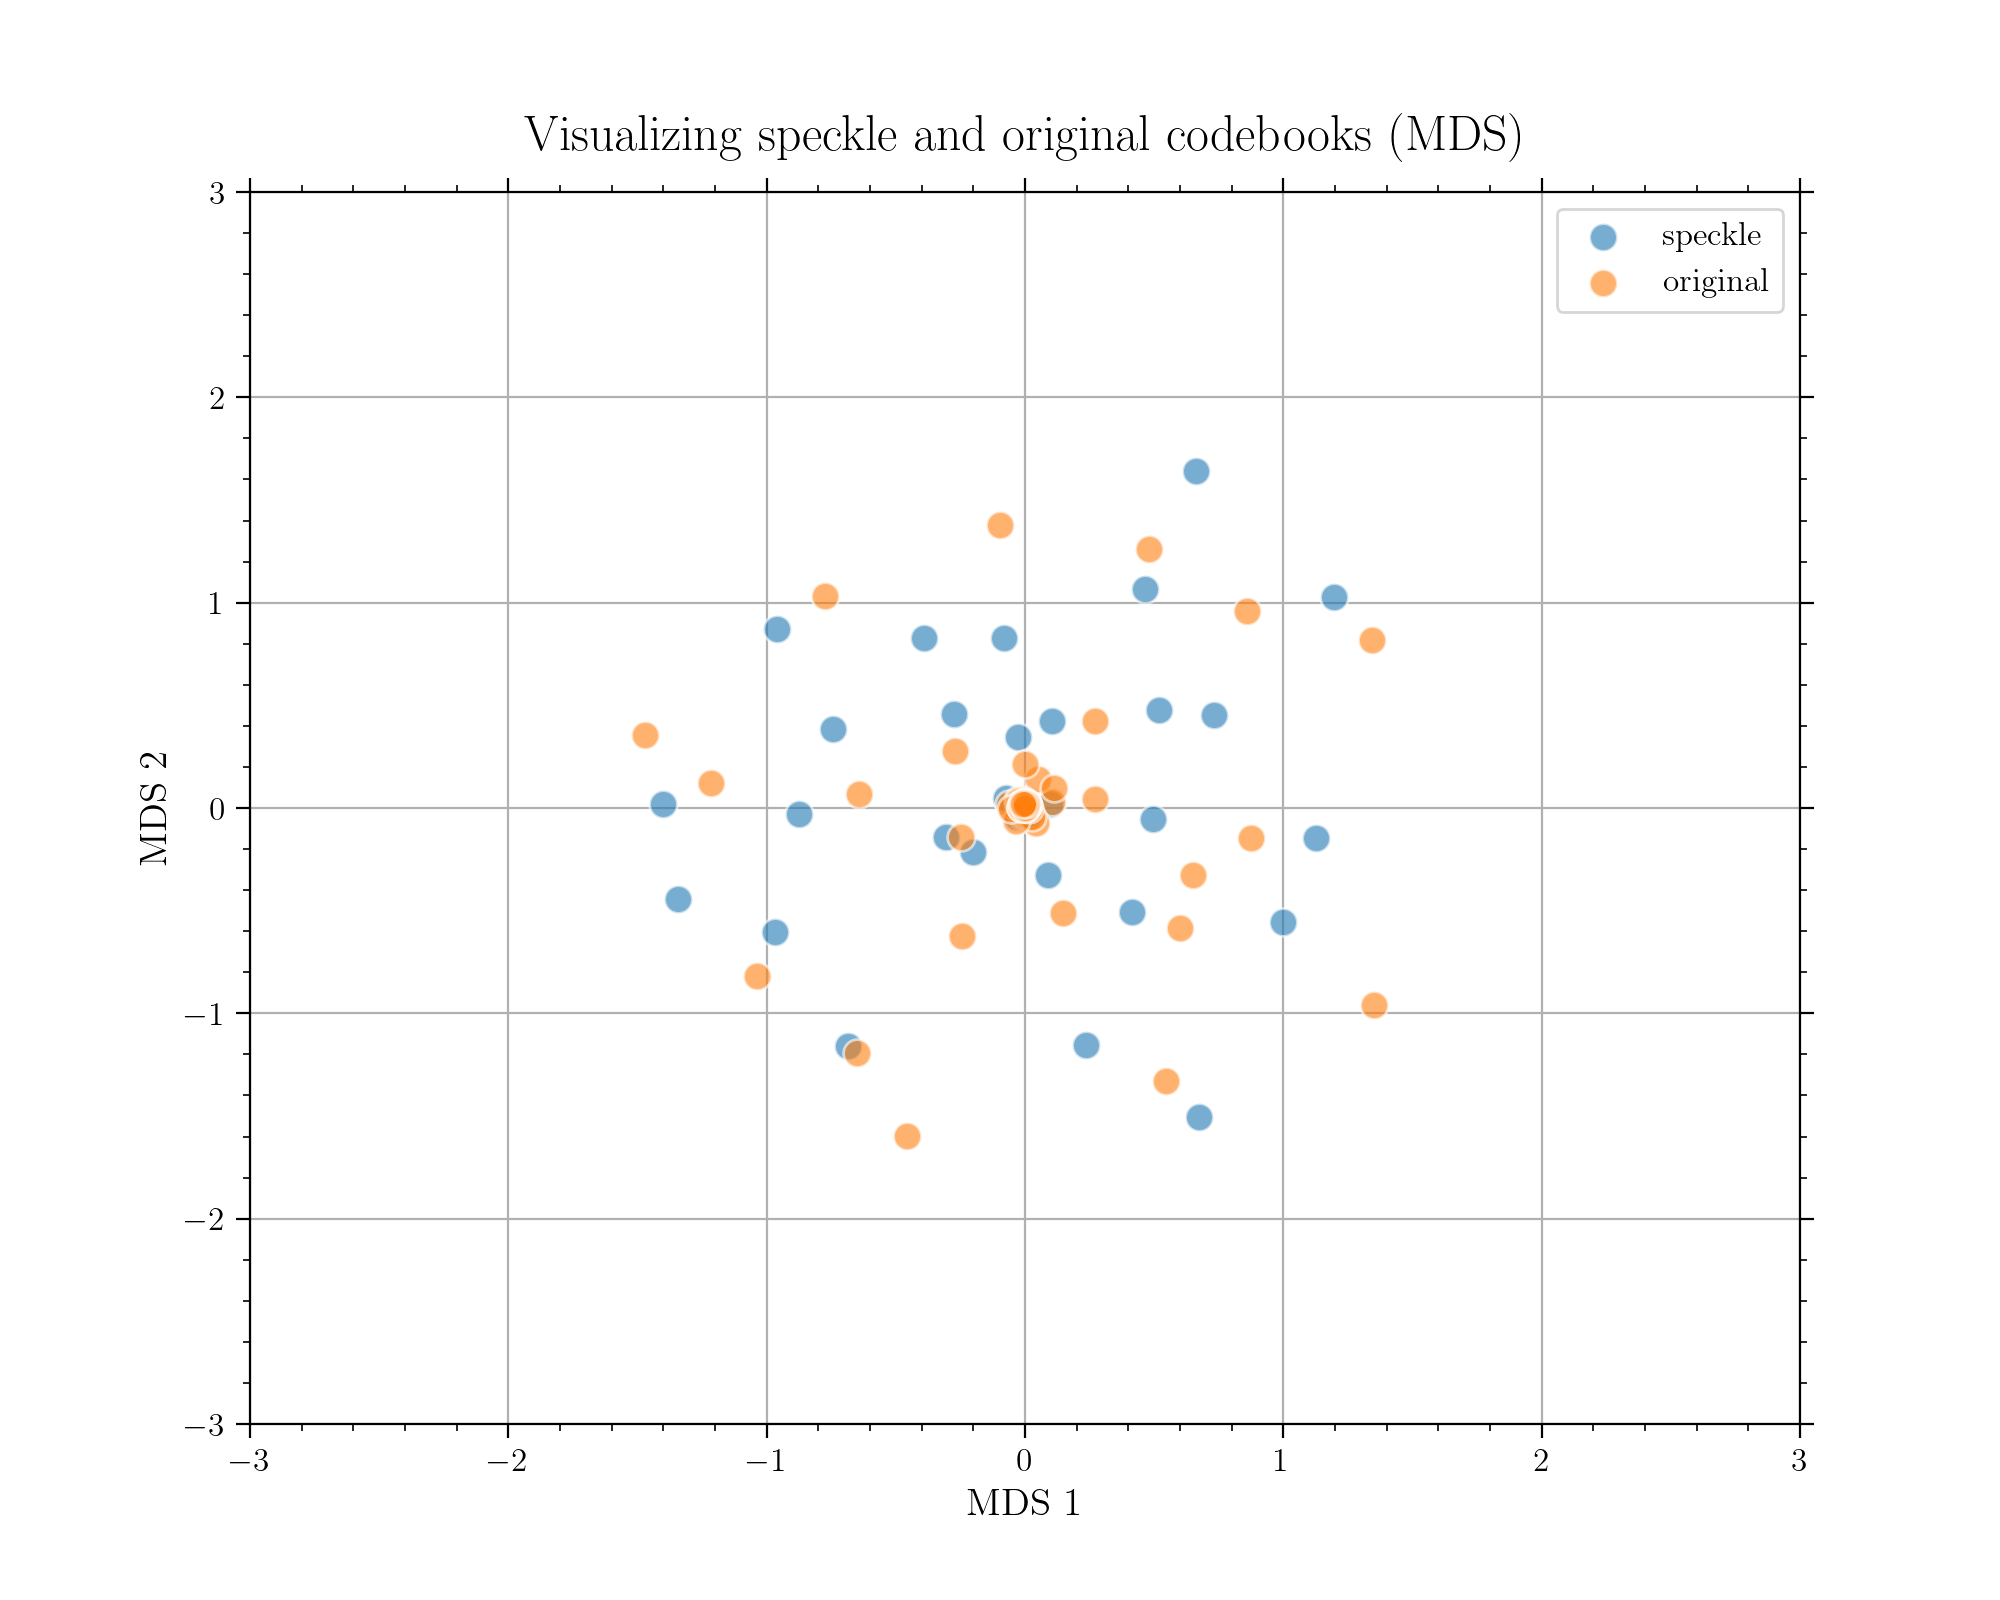 Visualizing speckle and original codebooks (MDS)
speckle
original
3
2
1
0
−1
−2
−3
MDS 2
−3
−2
−1
0
1
2
3
MDS 1